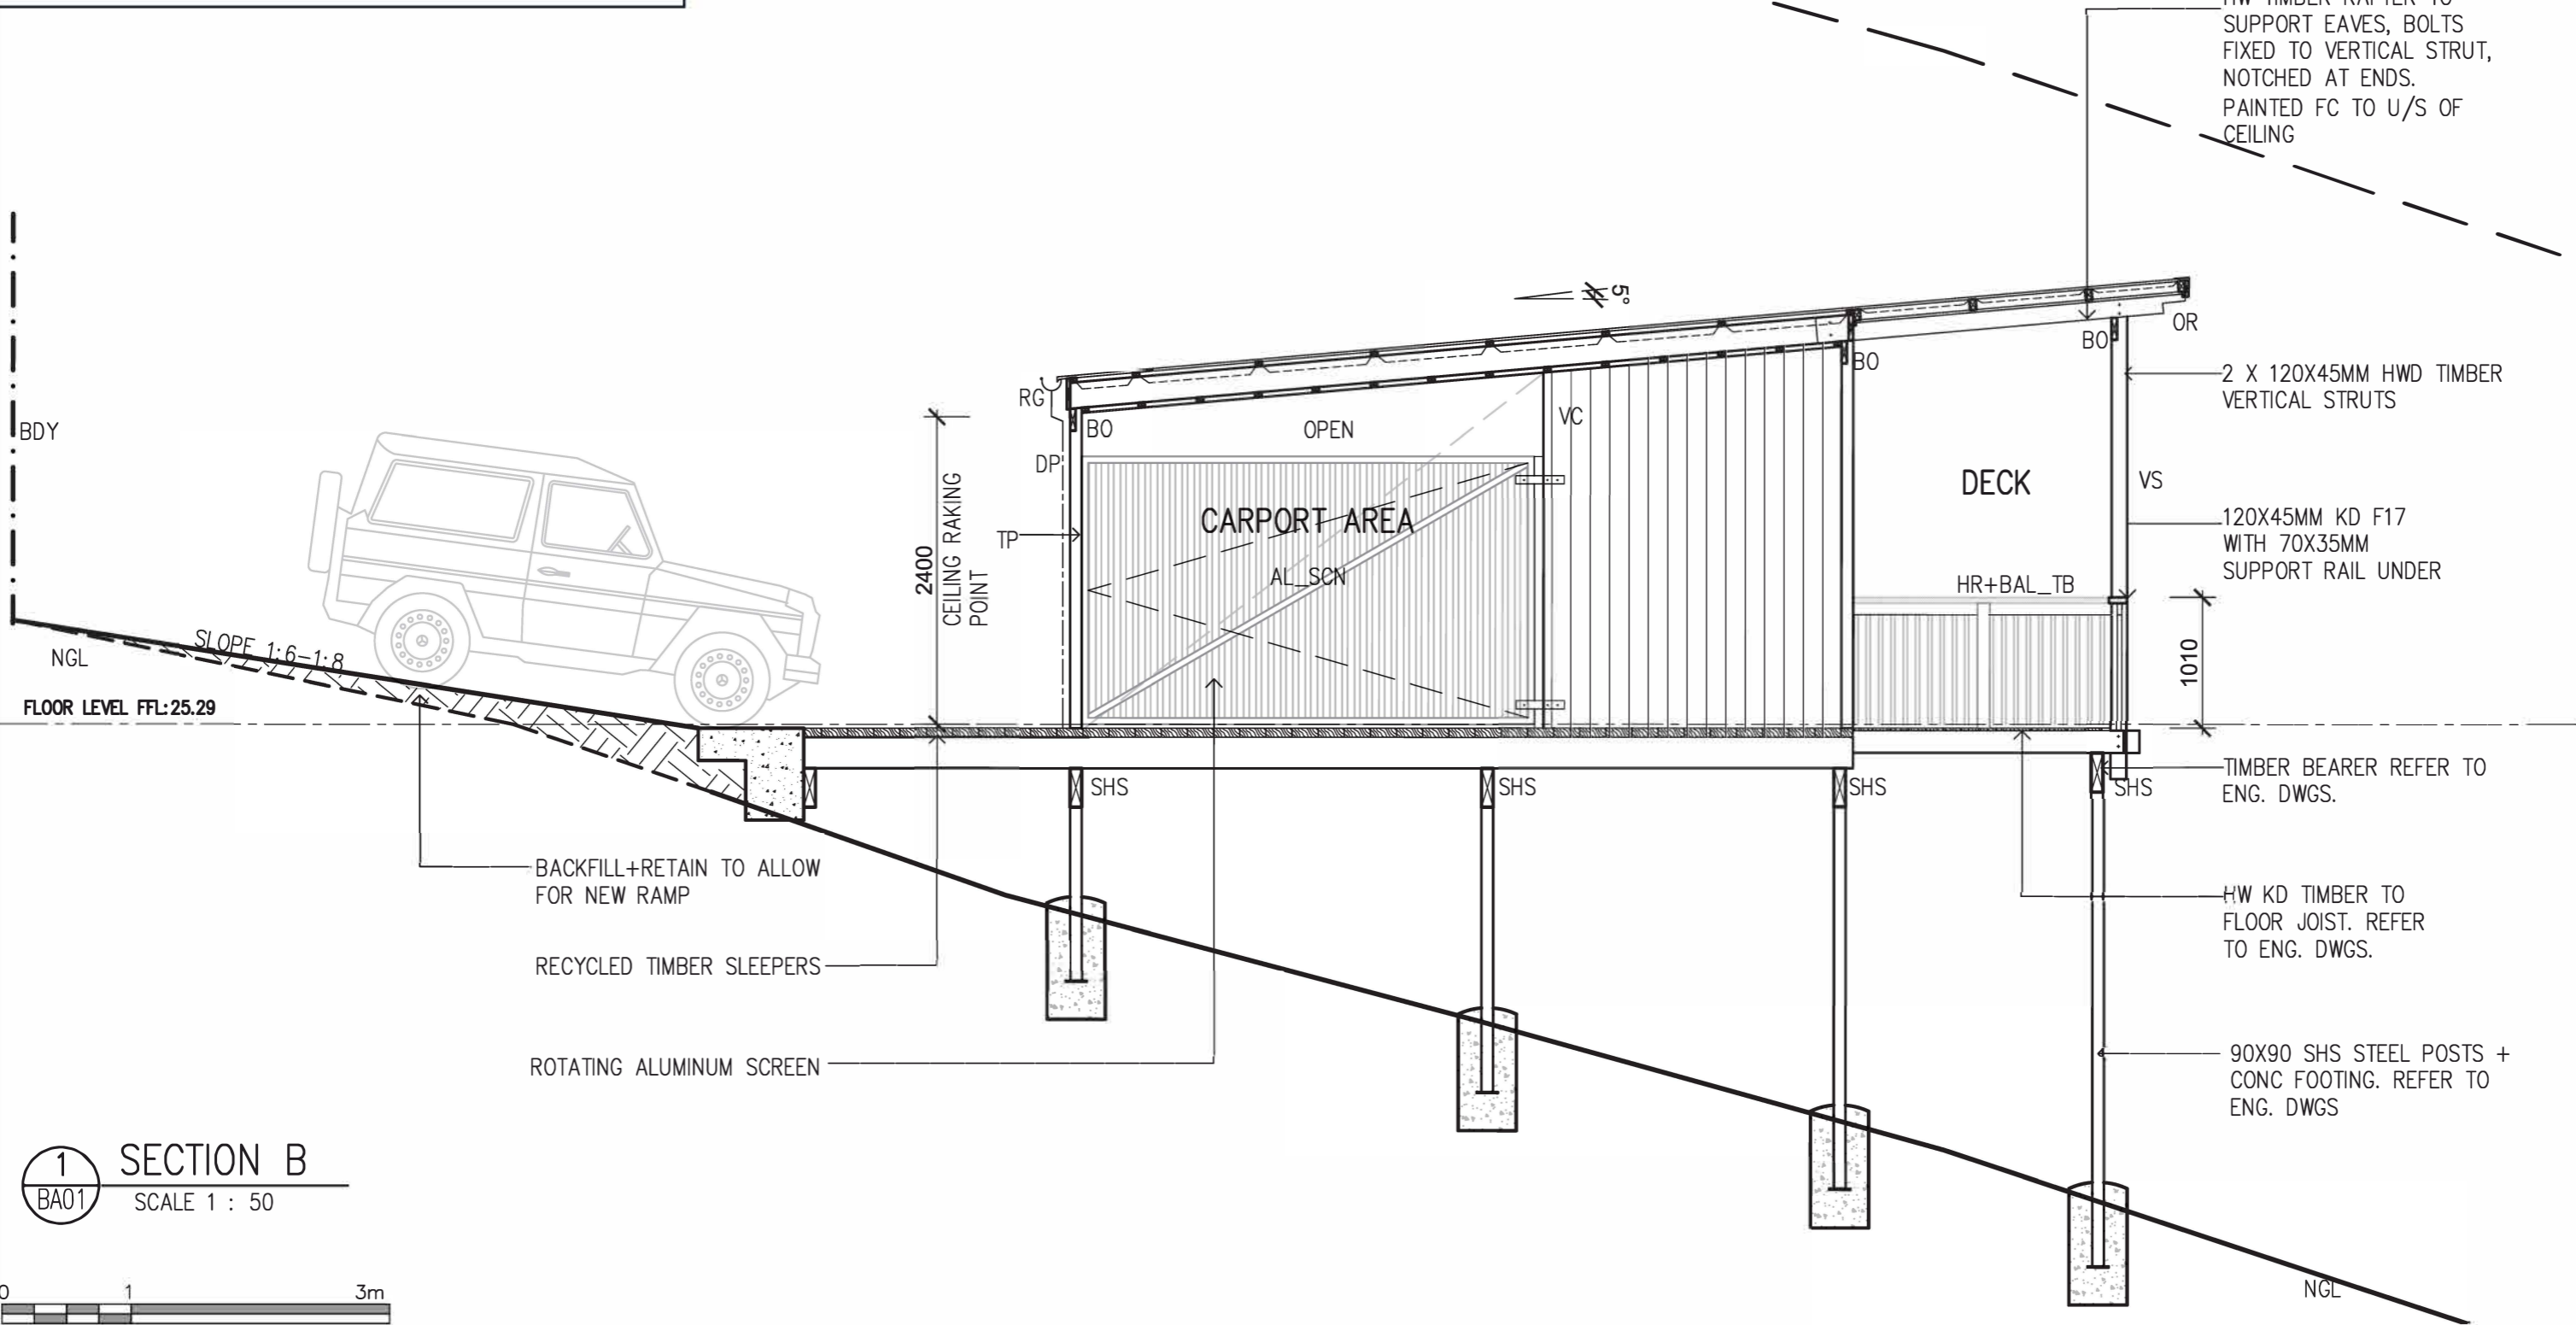 HW TIMBER RAFTER TO
SUPPORT EAVES, BOLTS
FIXED TO VERTICAL STRUT,
NOTCHED AT ENDS.
PAINTED FC TO U/S OF
CEILING
5°
OR
BO
BO
2 X 120X45MM HWD TIMBER
VERTICAL STRUTS
RG
BO
OPEN
VC
BDY
DP
DECK
VS
2400
CEILING RAKING
POINT
CARPORT AREA
TP
120X45MM KD F17
WITH 70X35MM
SUPPORT RAIL UNDER
AL_SCN
HR+BAL_TB
1010
SLOPE 1:6-1:8
NGL
FLOOR LEVEL FFL:25.29
SHS
SHS
SHS
SHS
TIMBER BEARER REFER TO
ENG. DWGS.
BACKFILL+RETAIN TO ALLOW
FOR NEW RAMP
HW KD TIMBER TO
FLOOR JOIST. REFER
TO ENG. DWGS.
RECYCLED TIMBER SLEEPERS
ROTATING ALUMINUM SCREEN
90X90 SHS STEEL POSTS +
CONC FOOTING. REFER TO
ENG. DWGS
1
BA01
SECTION B
SCALE 1 : 50
NGL
0 1 3m